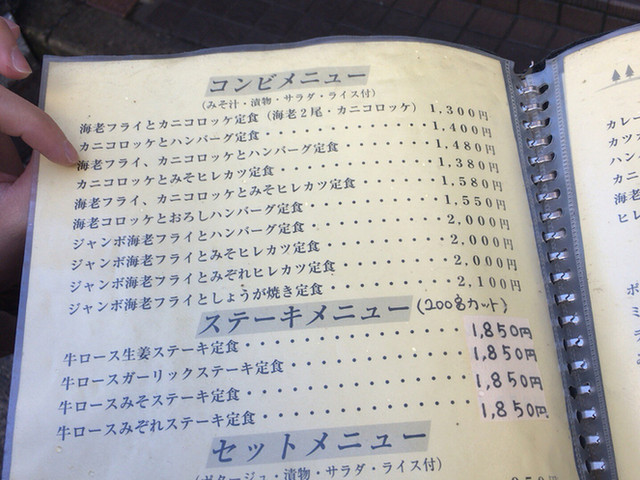 コンビメニュー
（みそ汁・漬物・サラダ・ライス付）
海老フライとカニコロッケ定食（海老２尾・カニコロッケ） 1,300円
カニコロッケとハンバーグ定食・・・・・・・・・・1,400円
海老フライ、カニコロッケとハンバーグ定食・・・・・・1,480円
カニコロッケとみそヒレカツ定食・・・・・・・・・1,380円
海老フライ、カニコロッケとみそヒレカツ定食・・・・・1,580円
海老コロッケとおろしハンバーグ定食・・・・・・・1,550円
ジャンボ海老フライとハンバーグ定食・・・・・・・2,000円
ジャンボ海老フライとみそヒレカツ定食・・・・・・・2,000円
ジャンボ海老フライとみぞれヒレカツ定食・・・・・・2,000円
ジャンボ海老フライとしょうが焼き定食・・・・・・・2,100円
ステーキメニュー（200gカット）
牛ロース生姜ステーキ定食・・・・・・・・・・1,850円
牛ロースガーリックステーキ定食・・・・・・・・1,850円
牛ロースみそステーキ定食・・・・・・・・・・1,850円
牛ロースみぞれステーキ定食・・・・・・・・・1,850円
セットメニュー
（ポタージュ・漬物・サラダ・ライス付）
カレー
カツ
ハン
カニ
海老
ヒレ